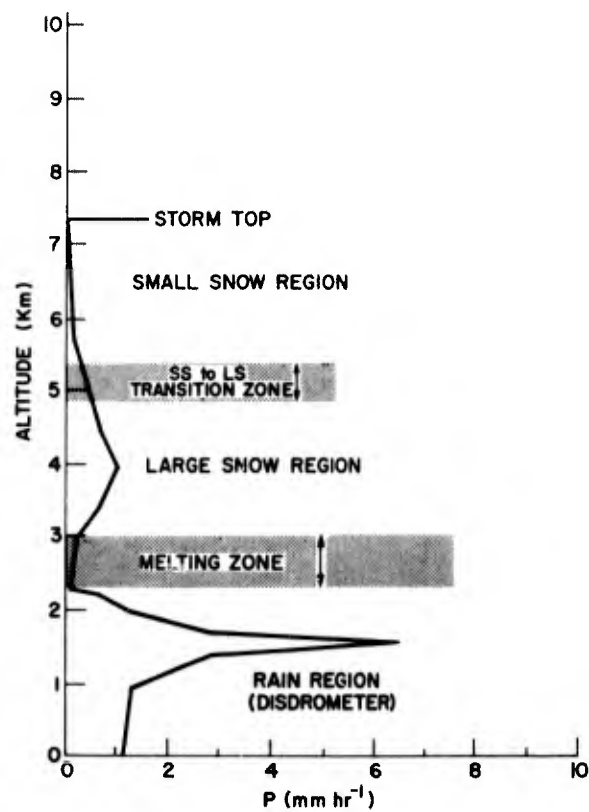 10
9
8
STORM TOP
7
SMALL SNOW REGION
6
SS to LS
TRANSITION ZONE
5
LARGE SNOW REGION
4
3
MELTING ZONE
2
1
RAIN REGION
(DISDROMETER)
0
0 2 4 6 8 10
P (mm hr⁻¹)
ALTITUDE (Km)